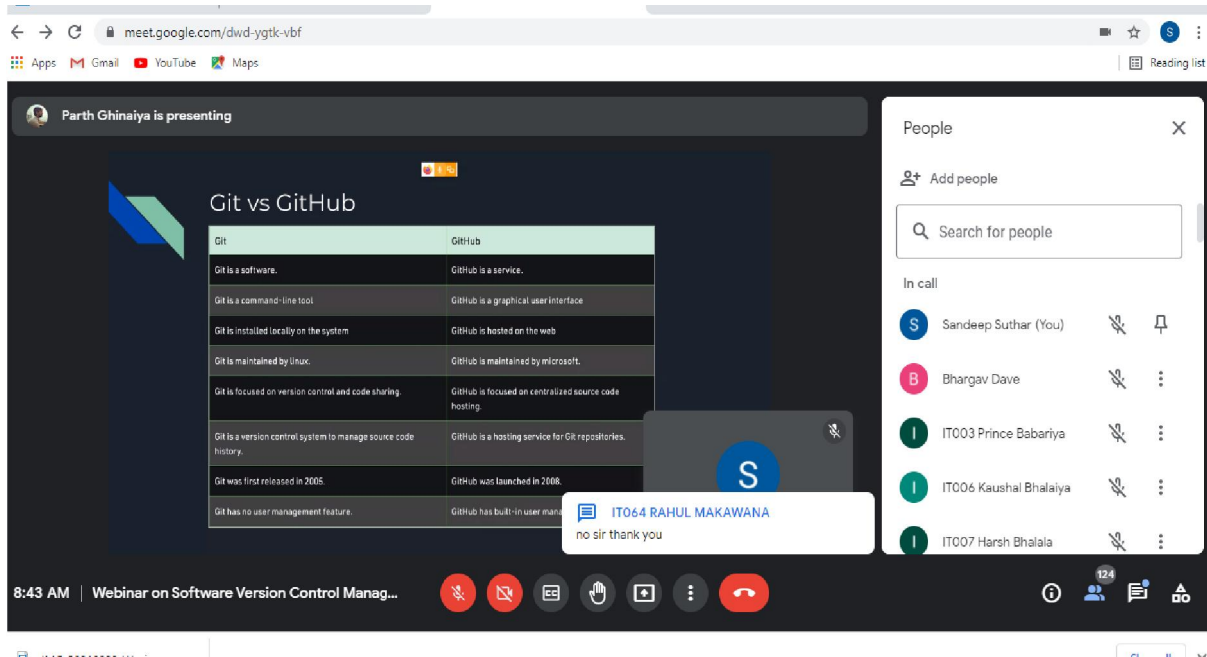 meet.google.com/dwd-ygtk-vbf
S
Apps Gmail YouTube Maps
Reading list
Parth Ghinaiya is presenting
Git vs GitHub
Git GitHub
Git is a software. GitHub is a service.
Git is a command-line tool GitHub is a graphical user interface
Git is installed locally on the system GitHub is hosted on the web
Git is maintained by linux. GitHub is maintained by microsoft.
Git is focused on version control and code sharing. GitHub is focused on centralized source code
hosting.
Git is a version control system to manage source code GitHub is a hosting service for Git repositories.
history.
Git was first released in 2005. GitHub was launched in 2008.
Git has no user management feature. GitHub has built-in user mana
S
IT064 RAHUL MAKAWANA
no sir thank you
People
Add people
Search for people
In call
S Sandeep Suthar (You)
B Bhargav Dave
I IT003 Prince Babariya
I IT006 Kaushal Bhalaiya
I IT007 Harsh Bhalala
8:43 AM | Webinar on Software Version Control Manag...
CC
124